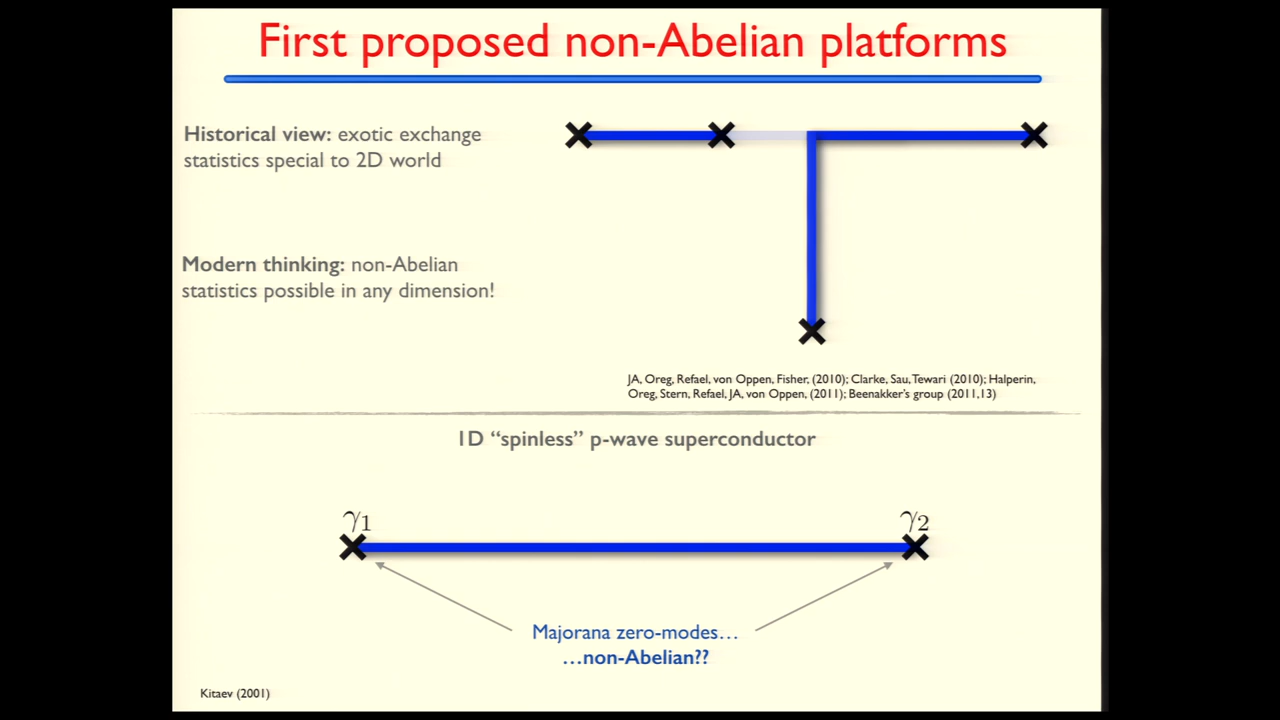 First proposed non-Abelian platforms
Historical view: exotic exchange
statistics special to 2D world
Modern thinking: non-Abelian
statistics possible in any dimension!
JA, Oreg, Refael, von Oppen, Fisher, (2010); Clarke, Sau, Tewari (2010); Halperin,
Oreg, Stern, Refael, JA, von Oppen, (2011); Beenakker's group (2011,13)
1D “spinless” p-wave superconductor
γ1
γ2
Majorana zero-modes…
…non-Abelian??
Kitaev (2001)